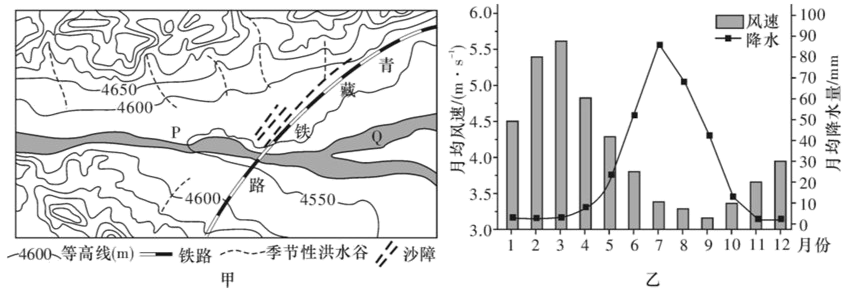 4650
4600
P
青
藏
铁
路
Q
4600
4550
4600 等高线(m) 铁路 季节性洪水谷 沙障
甲
月均风速/(m·s⁻¹)
6.0
5.5
5.0
4.5
4.0
3.5
3.0
风速
降水
100
90
80
70
60
50
40
30
20
10
0
月均降水量/mm
1 2 3 4 5 6 7 8 9 10 11 12 月份
乙